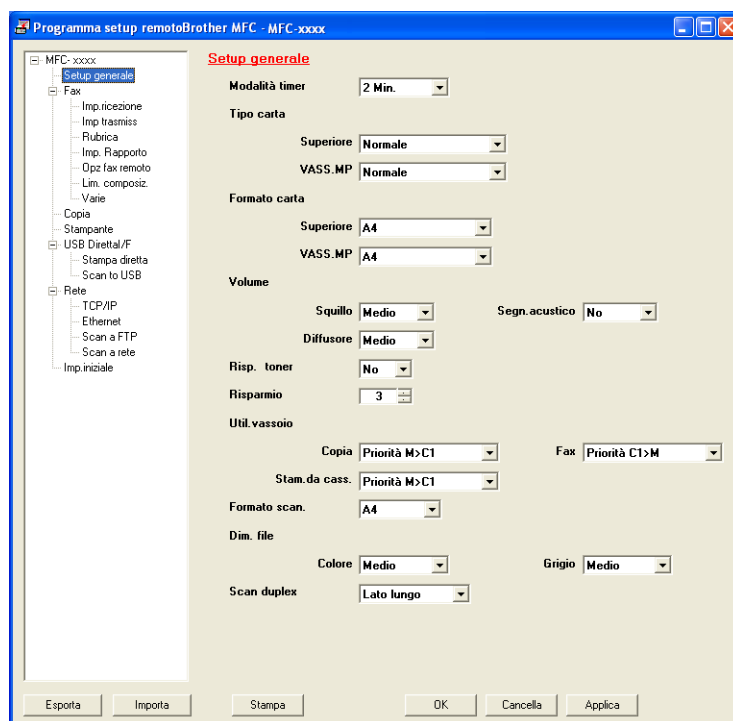 Programma setup remotoBrother MFC - MFC-xxxx
MFC- xxxx
Setup generale
Fax
Imp.ricezione
Imp trasmiss
Rubrica
Imp. Rapporto
Opz fax remoto
Lim. composiz.
Varie
Copia
Stampante
USB Direttal/F
Stampa diretta
Scan to USB
Rete
TCP/IP
Ethernet
Scan a FTP
Scan a rete
Imp.iniziale
Setup generale
Modalità timer 2 Min.
Tipo carta
Superiore Normale
VASS.MP Normale
Formato carta
Superiore A4
VASS.MP A4
Volume
Squillo Medio Segn.acustico No
Diffusore Medio
Risp. toner No
Risparmio 3
Util.vassoio
Copia Priorità M>C1 Fax Priorità C1>M
Stam.da cass. Priorità M>C1
Formato scan. A4
Dim. file
Colore Medio Grigio Medio
Scan duplex Lato lungo
Esporta Importa Stampa OK Cancella Applica